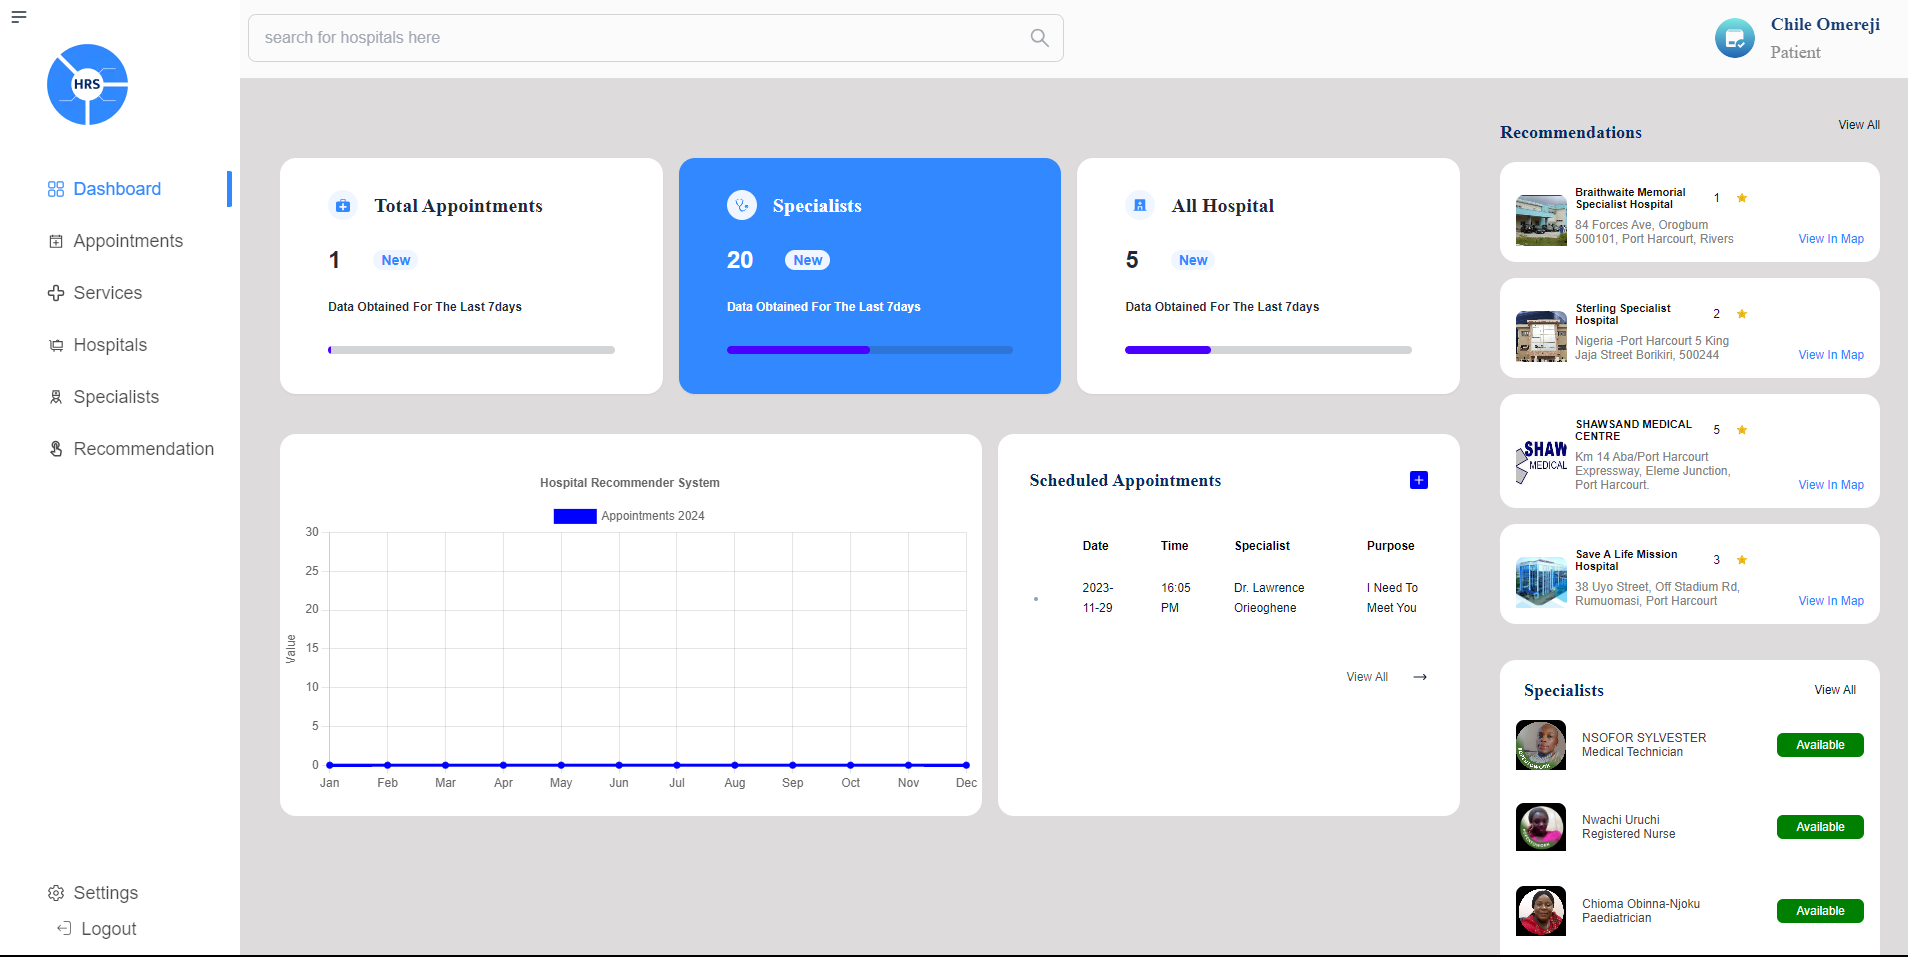 HRS
Dashboard
Appointments
Services
Hospitals
Specialists
Recommendation
Settings
Logout
search for hospitals here
Chile Omereji
Patient
Total Appointments
1 New
Data Obtained For The Last 7days
Specialists
20 New
Data Obtained For The Last 7days
All Hospital
5 New
Data Obtained For The Last 7days
Hospital Recommender System
Appointments 2024
30
25
20
15
10
5
0
Value
Jan Feb Mar Apr May Jun Jul Aug Sep Oct Nov Dec
Scheduled Appointments
Date Time Specialist Purpose
2023- 16:05 Dr. Lawrence I Need To
11-29 PM Orieoghene Meet You
View All
Recommendations
View All
Braithwaite Memorial
Specialist Hospital
1
84 Forces Ave, Orogbum
500101, Port Harcourt, Rivers
View In Map
Sterling Specialist
Hospital
2
Nigeria -Port Harcourt 5 King
Jaja Street Borikiri, 500244
View In Map
SHAW
MEDICAL
SHAWSAND MEDICAL
CENTRE
5
Km 14 Aba/Port Harcourt
Expressway, Eleme Junction,
Port Harcourt.
View In Map
Save A Life Mission
Hospital
3
38 Uyo Street, Off Stadium Rd,
Rumuomasi, Port Harcourt
View In Map
Specialists
View All
NSOFOR SYLVESTER
Medical Technician
Available
Nwachi Uruchi
Registered Nurse
Available
Chioma Obinna-Njoku
Paediatrician
Available